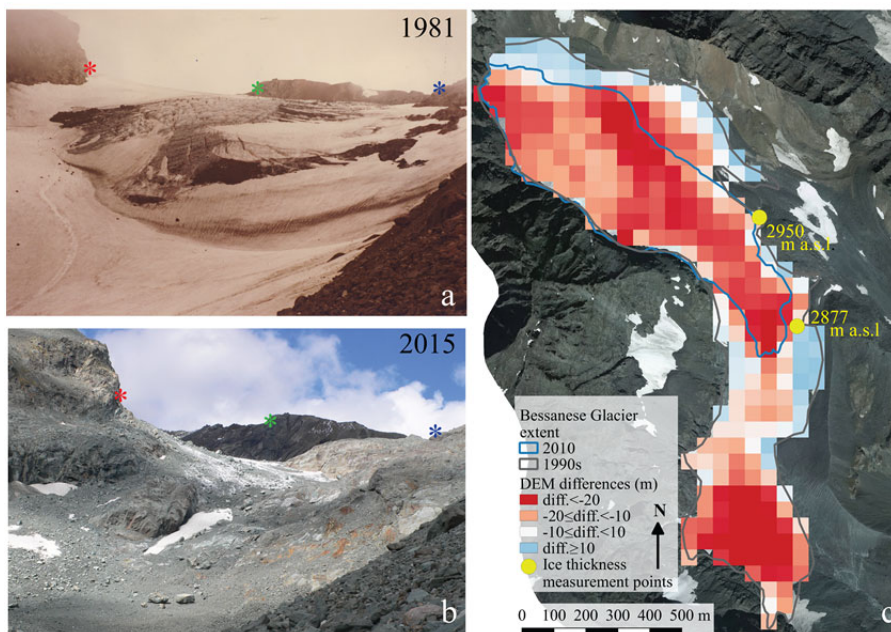 1981
a
2015
b
2950
m a.s.l
2877
m a.s.l
Bessanese Glacier
extent
2010
1990s
DEM differences (m)
diff.<-20
-20≤diff.<-10
-10≤diff.<10
diff.≥10
Ice thickness
measurement points
N
0 100 200 300 400 500 m
c